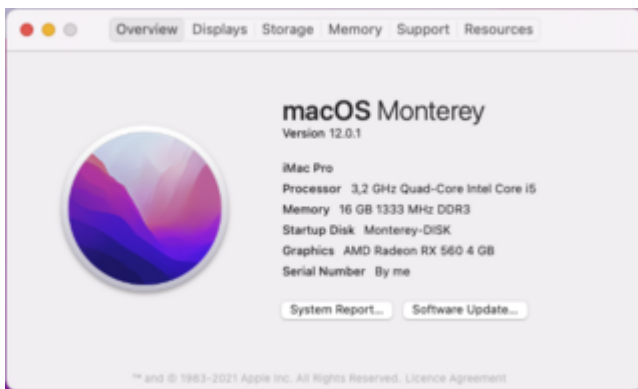 Overview Displays Storage Memory Support Resources
macOS Monterey
Version 12.0.1
iMac Pro
Processor 3,2 GHz Quad-Core Intel Core i5
Memory 16 GB 1333 MHz DDR3
Startup Disk Monterey-DISK
Graphics AMD Radeon RX 560 4 GB
Serial Number By me
System Report... Software Update...
™ and © 1983-2021 Apple Inc. All Rights Reserved. Licence Agreement